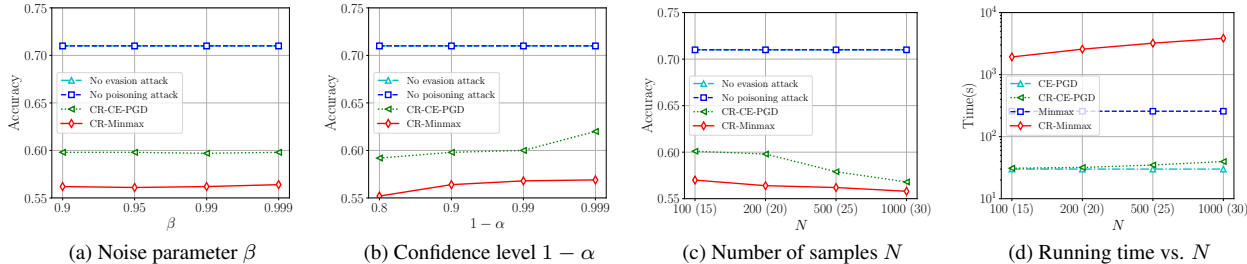 0.75
0.70
0.65
0.60
0.55
Accuracy
No evasion attack
No poisoning attack
CR-CE-PGD
CR-Minmax
0.9
0.95
0.99
0.999
β
(a) Noise parameter β
0.75
0.70
0.65
0.60
0.55
Accuracy
No evasion attack
No poisoning attack
CR-CE-PGD
CR-Minmax
0.8
0.9
0.99
0.999
1 − α
(b) Confidence level 1 − α
0.75
0.70
0.65
0.60
0.55
Accuracy
No evasion attack
No poisoning attack
CR-CE-PGD
CR-Minmax
100 (15)
200 (20)
500 (25)
1000 (30)
N
(c) Number of samples N
10⁴
10³
10²
10¹
Time(s)
CE-PGD
CR-CE-PGD
Minmax
CR-Minmax
100 (15)
200 (20)
500 (25)
1000 (30)
N
(d) Running time vs. N